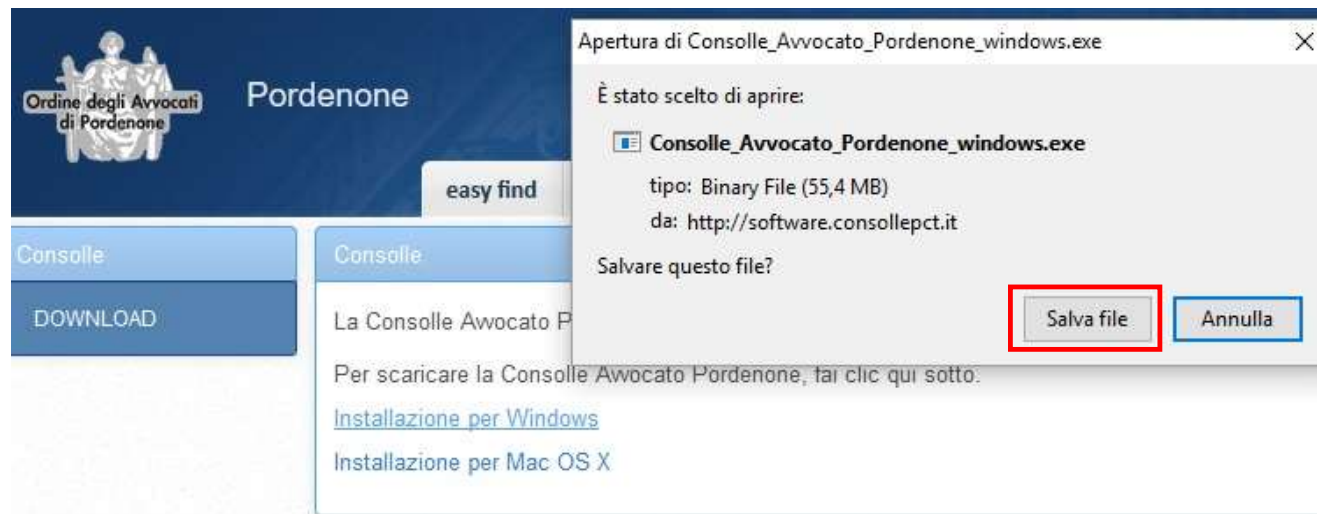 Ordine degli Avvocati
di Pordenone
Pordenone
easy find
Consolle
DOWNLOAD
Consolle
La Consolle Avvocato P
Per scaricare la Consolle Avvocato Pordenone, fai clic qui sotto.
Installazione per Windows
Installazione per Mac OS X
Apertura di Consolle_Avvocato_Pordenone_windows.exe
È stato scelto di aprire:
Consolle_Avvocato_Pordenone_windows.exe
tipo: Binary File (55,4 MB)
da: http://software.consollepct.it
Salvare questo file?
Salva file
Annulla